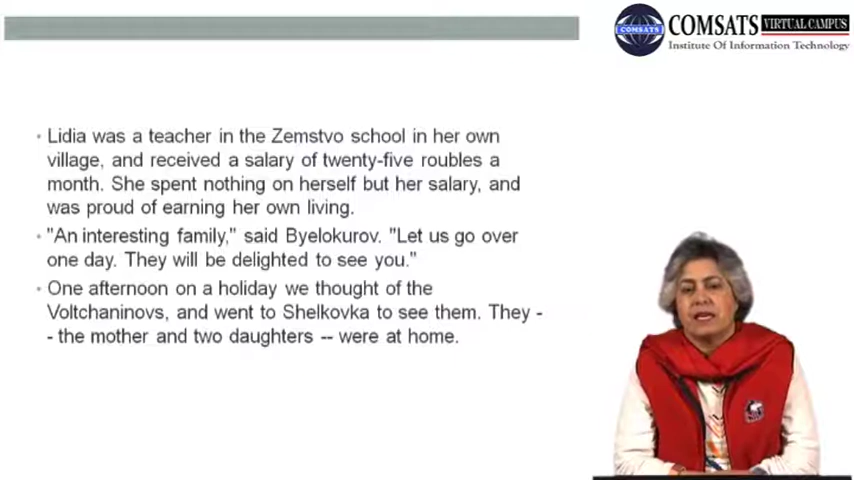 COMSATS VIRTUAL CAMPUS
Institute Of Information Technology
COMSATS
• Lidia was a teacher in the Zemstvo school in her own
village, and received a salary of twenty-five roubles a
month. She spent nothing on herself but her salary, and
was proud of earning her own living.
• "An interesting family," said Byelokurov. "Let us go over
one day. They will be delighted to see you."
• One afternoon on a holiday we thought of the
Voltchaninovs, and went to Shelkovka to see them. They -
- the mother and two daughters -- were at home.